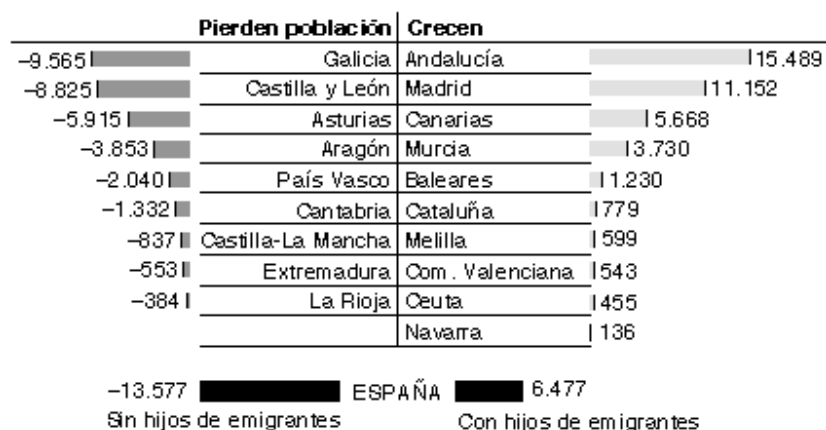 Pierden población Crecen
−9.565 Galicia Andalucía 15.489
−8.825 Castilla y León Madrid 11.152
−5.915 Asturias Canarias 5.668
−3.853 Aragón Murcia 3.730
−2.040 País Vasco Baleares 1.230
−1.332 Cantabria Cataluña 779
−837 Castilla-La Mancha Melilla 599
−553 Extremadura Com. Valenciana 543
−384 La Rioja Ceuta 455
Navarra 136
−13.577 ESPAÑA 6.477
Sin hijos de emigrantes Con hijos de emigrantes